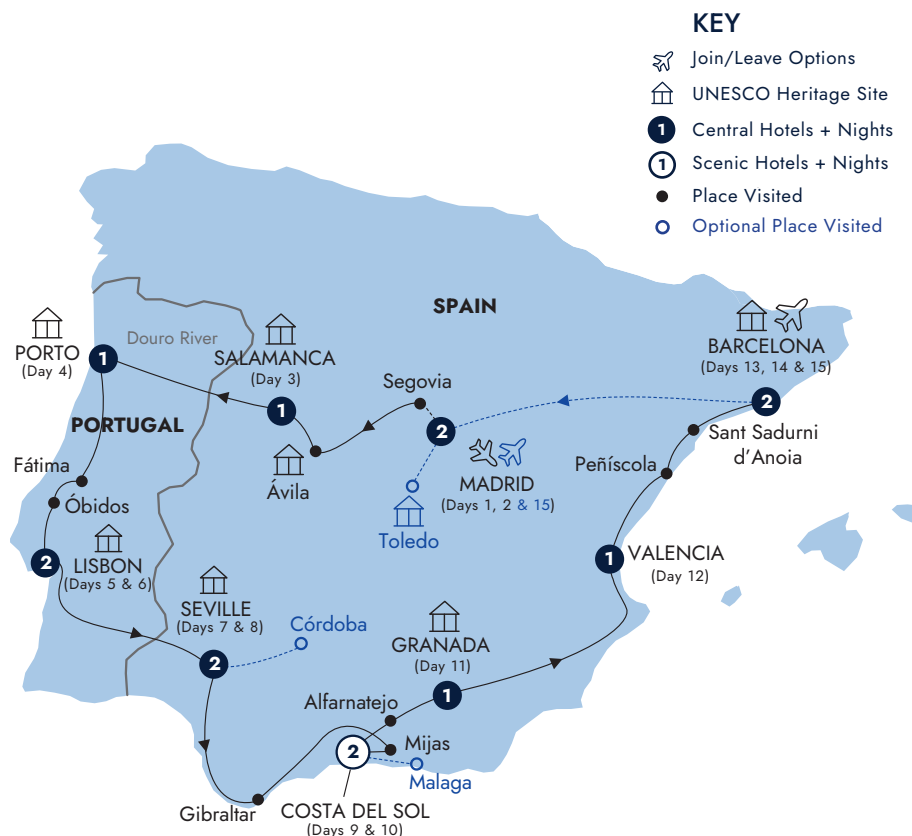 KEY
Join/Leave Options
UNESCO Heritage Site
1 Central Hotels + Nights
1 Scenic Hotels + Nights
Place Visited
Optional Place Visited
SPAIN
PORTO
(Day 4)
1
Douro River
SALAMANCA
(Day 3)
1
Segovia
BARCELONA
(Days 13, 14 & 15)
2
PORTUGAL
2
Sant Sadurni
d’Anoia
Fátima
Ávila
MADRID
(Days 1, 2 & 15)
Peñíscola
Óbidos
Toledo
2
LISBON
(Days 5 & 6)
1
VALENCIA
(Day 12)
SEVILLE
(Days 7 & 8)
2
Córdoba
GRANADA
(Day 11)
1
Alfarnatejo
2
Mijas
Malaga
Gibraltar
COSTA DEL SOL
(Days 9 & 10)